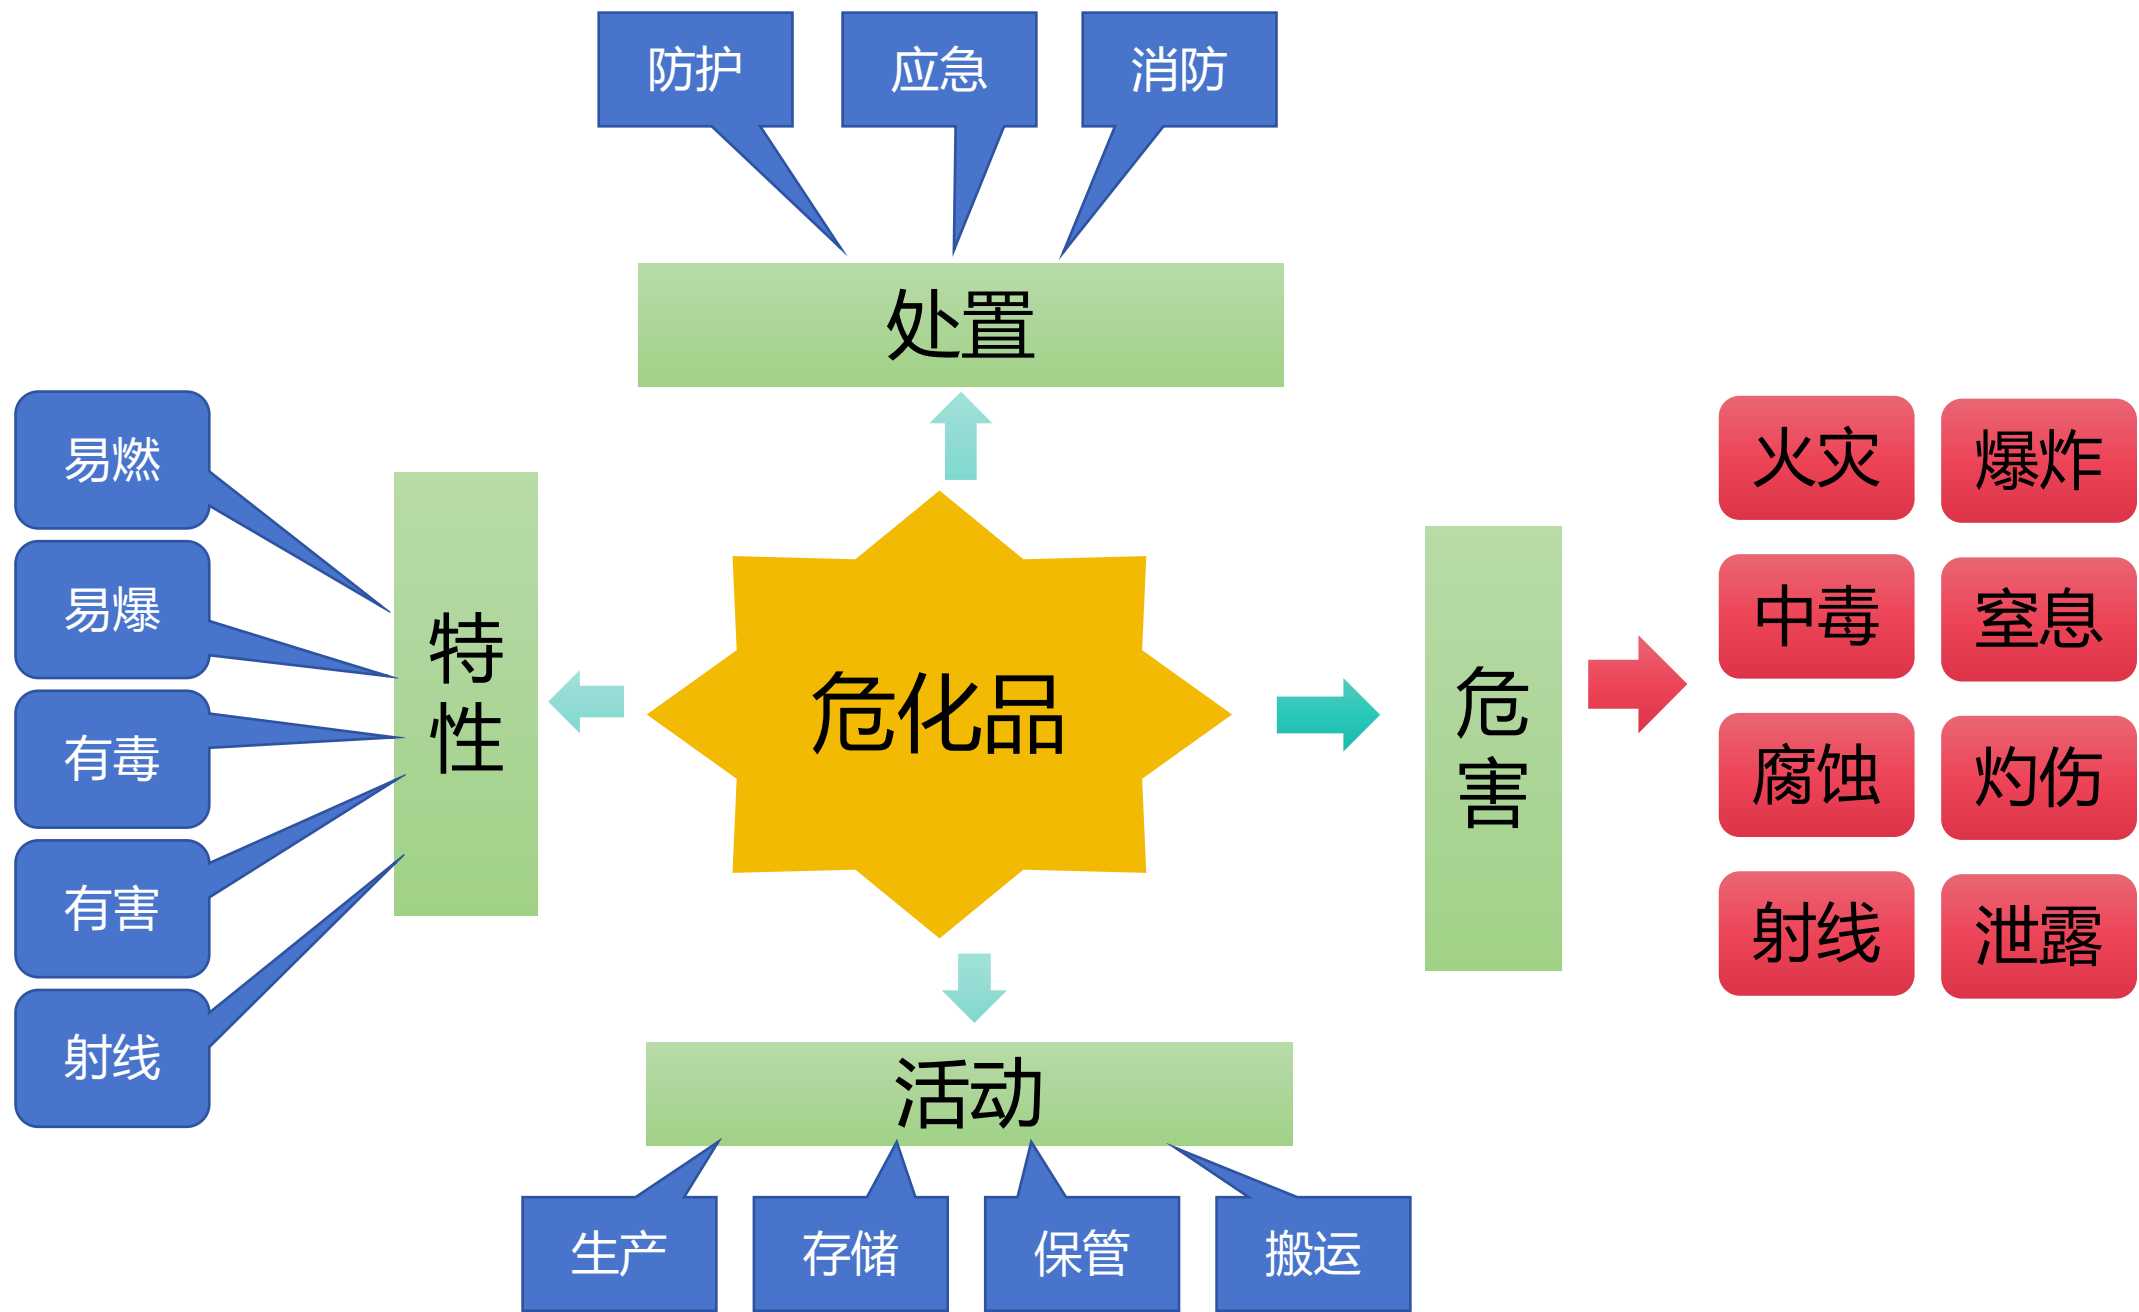 防护
应急
消防
处置
易燃
易爆
有毒
有害
射线
特
性
危化品
危
害
火灾
爆炸
中毒
窒息
腐蚀
灼伤
射线
泄露
活动
生产
存储
保管
搬运